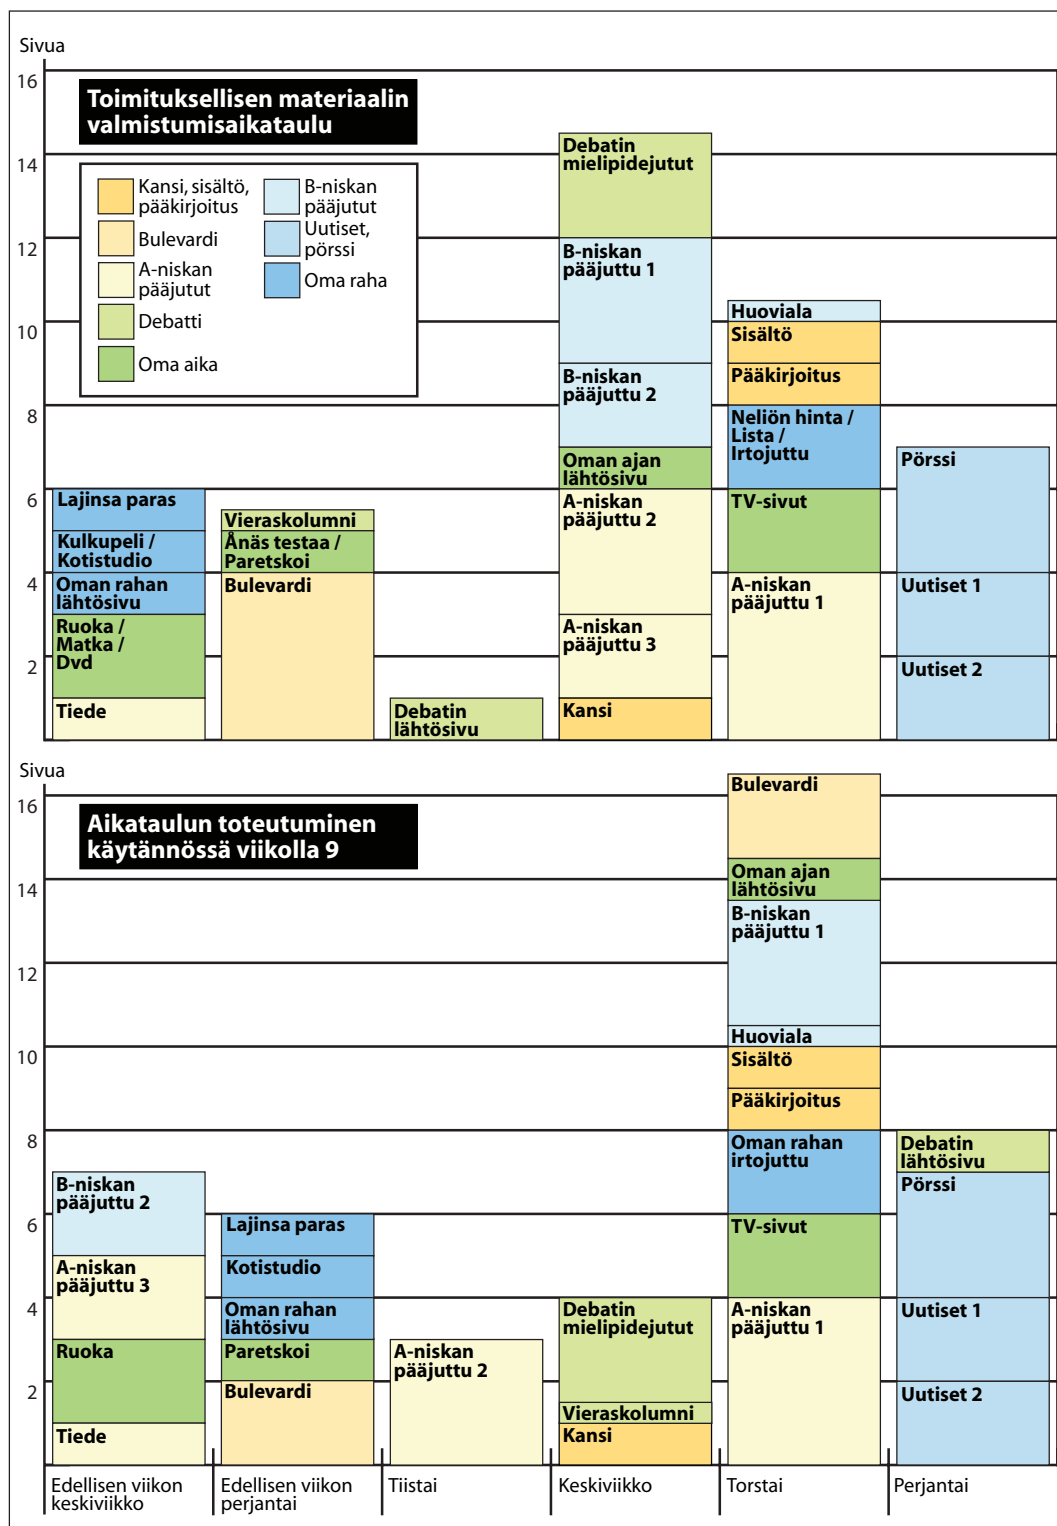 Sivua
16
14
12
10
8
6
4
2
Toimituksellisen materiaalin
valmistumisaikataulu
Kansi, sisältö,
pääkirjoitus
Bulevardi
A-niskan
pääjutut
Debatti
Oma aika
B-niskan
pääjutut
Uutiset,
pörssi
Oma raha
Lajinsa paras
Kulkupeli /
Kotistudio
Oman rahan
lähtösivu
Ruoka /
Matka /
Dvd
Tiede
Vieraskolumni
Ånäs testaa /
Paretskoi
Bulevardi
Debatin
lähtösivu
Debatin
mielipidejutut
B-niskan
pääjuttu 1
B-niskan
pääjuttu 2
Oman ajan
lähtösivu
A-niskan
pääjuttu 2
A-niskan
pääjuttu 3
Kansi
Huoviala
Sisältö
Pääkirjoitus
Neliön hinta /
Lista /
Irtojuttu
TV-sivut
A-niskan
pääjuttu 1
Pörssi
Uutiset 1
Uutiset 2
Sivua
16
14
12
10
8
6
4
2
Aikataulun toteutuminen
käytännössä viikolla 9
B-niskan
pääjuttu 2
A-niskan
pääjuttu 3
Ruoka
Tiede
Lajinsa paras
Kotistudio
Oman rahan
lähtösivu
Paretskoi
Bulevardi
A-niskan
pääjuttu 2
Debatin
mielipidejutut
Vieraskolumni
Kansi
Bulevardi
Oman ajan
lähtösivu
B-niskan
pääjuttu 1
Huoviala
Sisältö
Pääkirjoitus
Oman rahan
irtojuttu
TV-sivut
A-niskan
pääjuttu 1
Debatin
lähtösivu
Pörssi
Uutiset 1
Uutiset 2
Edellisen viikon
keskiviikko
Edellisen viikon
perjantai
Tiistai
Keskiviikko
Torstai
Perjantai